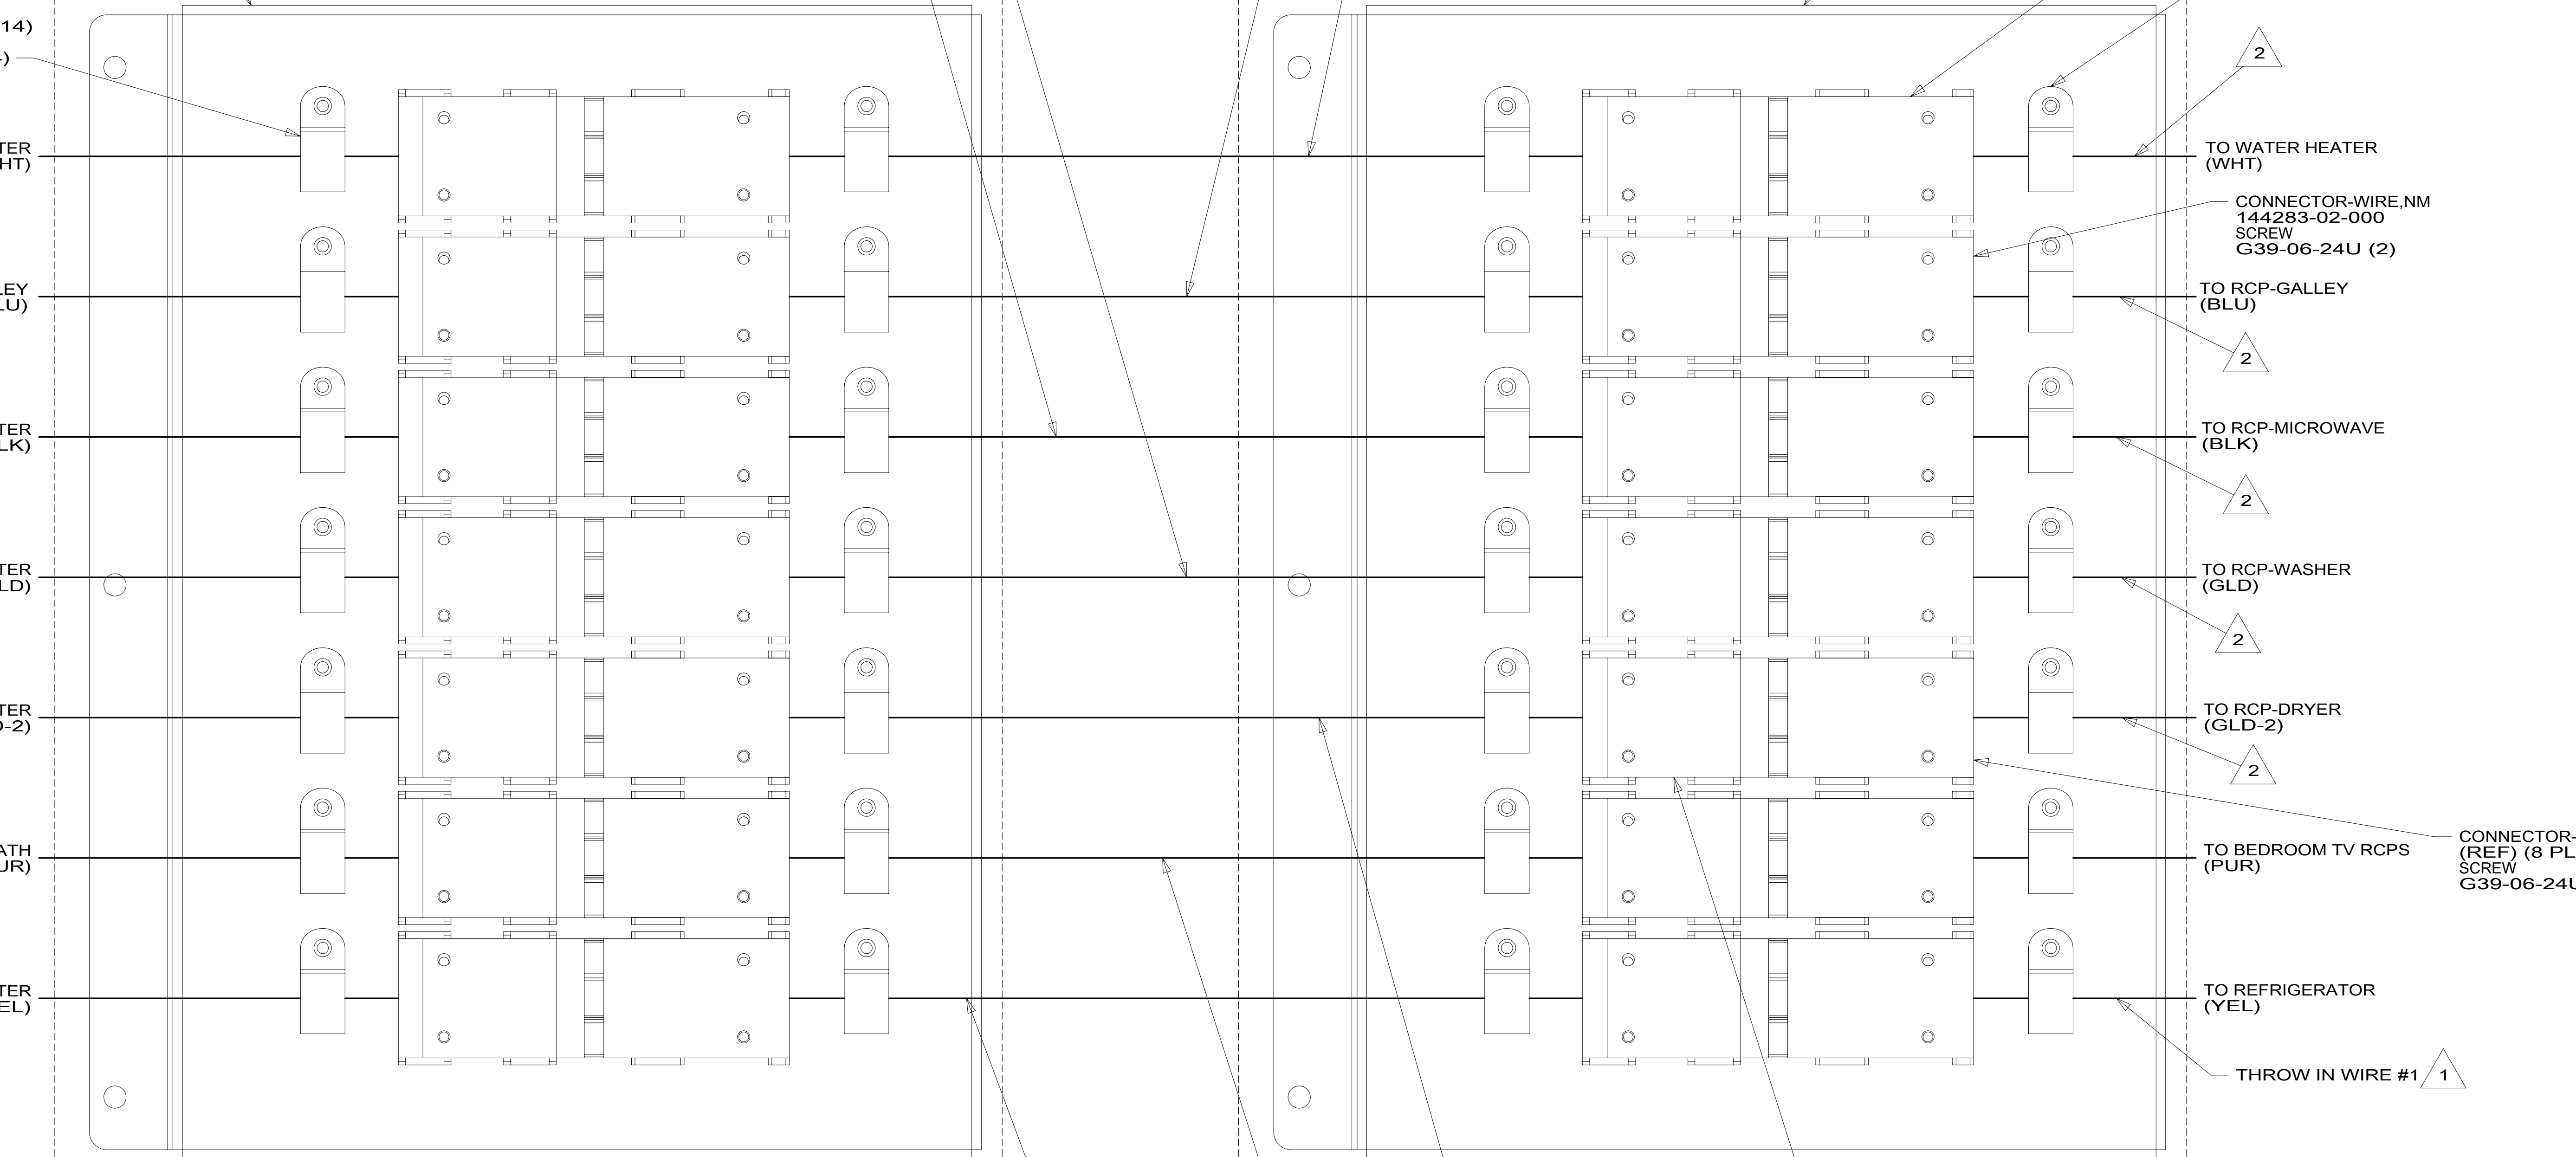 14)
)
TER
HT)
LEY
LU)
TER
LK)
TER
LD)
TER
D-2)
ATH
UR)
TER
EL)
2
TO WATER HEATER
(WHT)
CONNECTOR-WIRE,NM
144283-02-000
SCREW
G39-06-24U (2)
TO RCP-GALLEY
(BLU)
2
TO RCP-MICROWAVE
(BLK)
2
TO RCP-WASHER
(GLD)
2
TO RCP-DRYER
(GLD-2)
2
TO BEDROOM TV RCPS
(PUR)
CONNECTOR-
(REF) (8 PL
SCREW
G39-06-24U
TO REFRIGERATOR
(YEL)
THROW IN WIRE #1 1